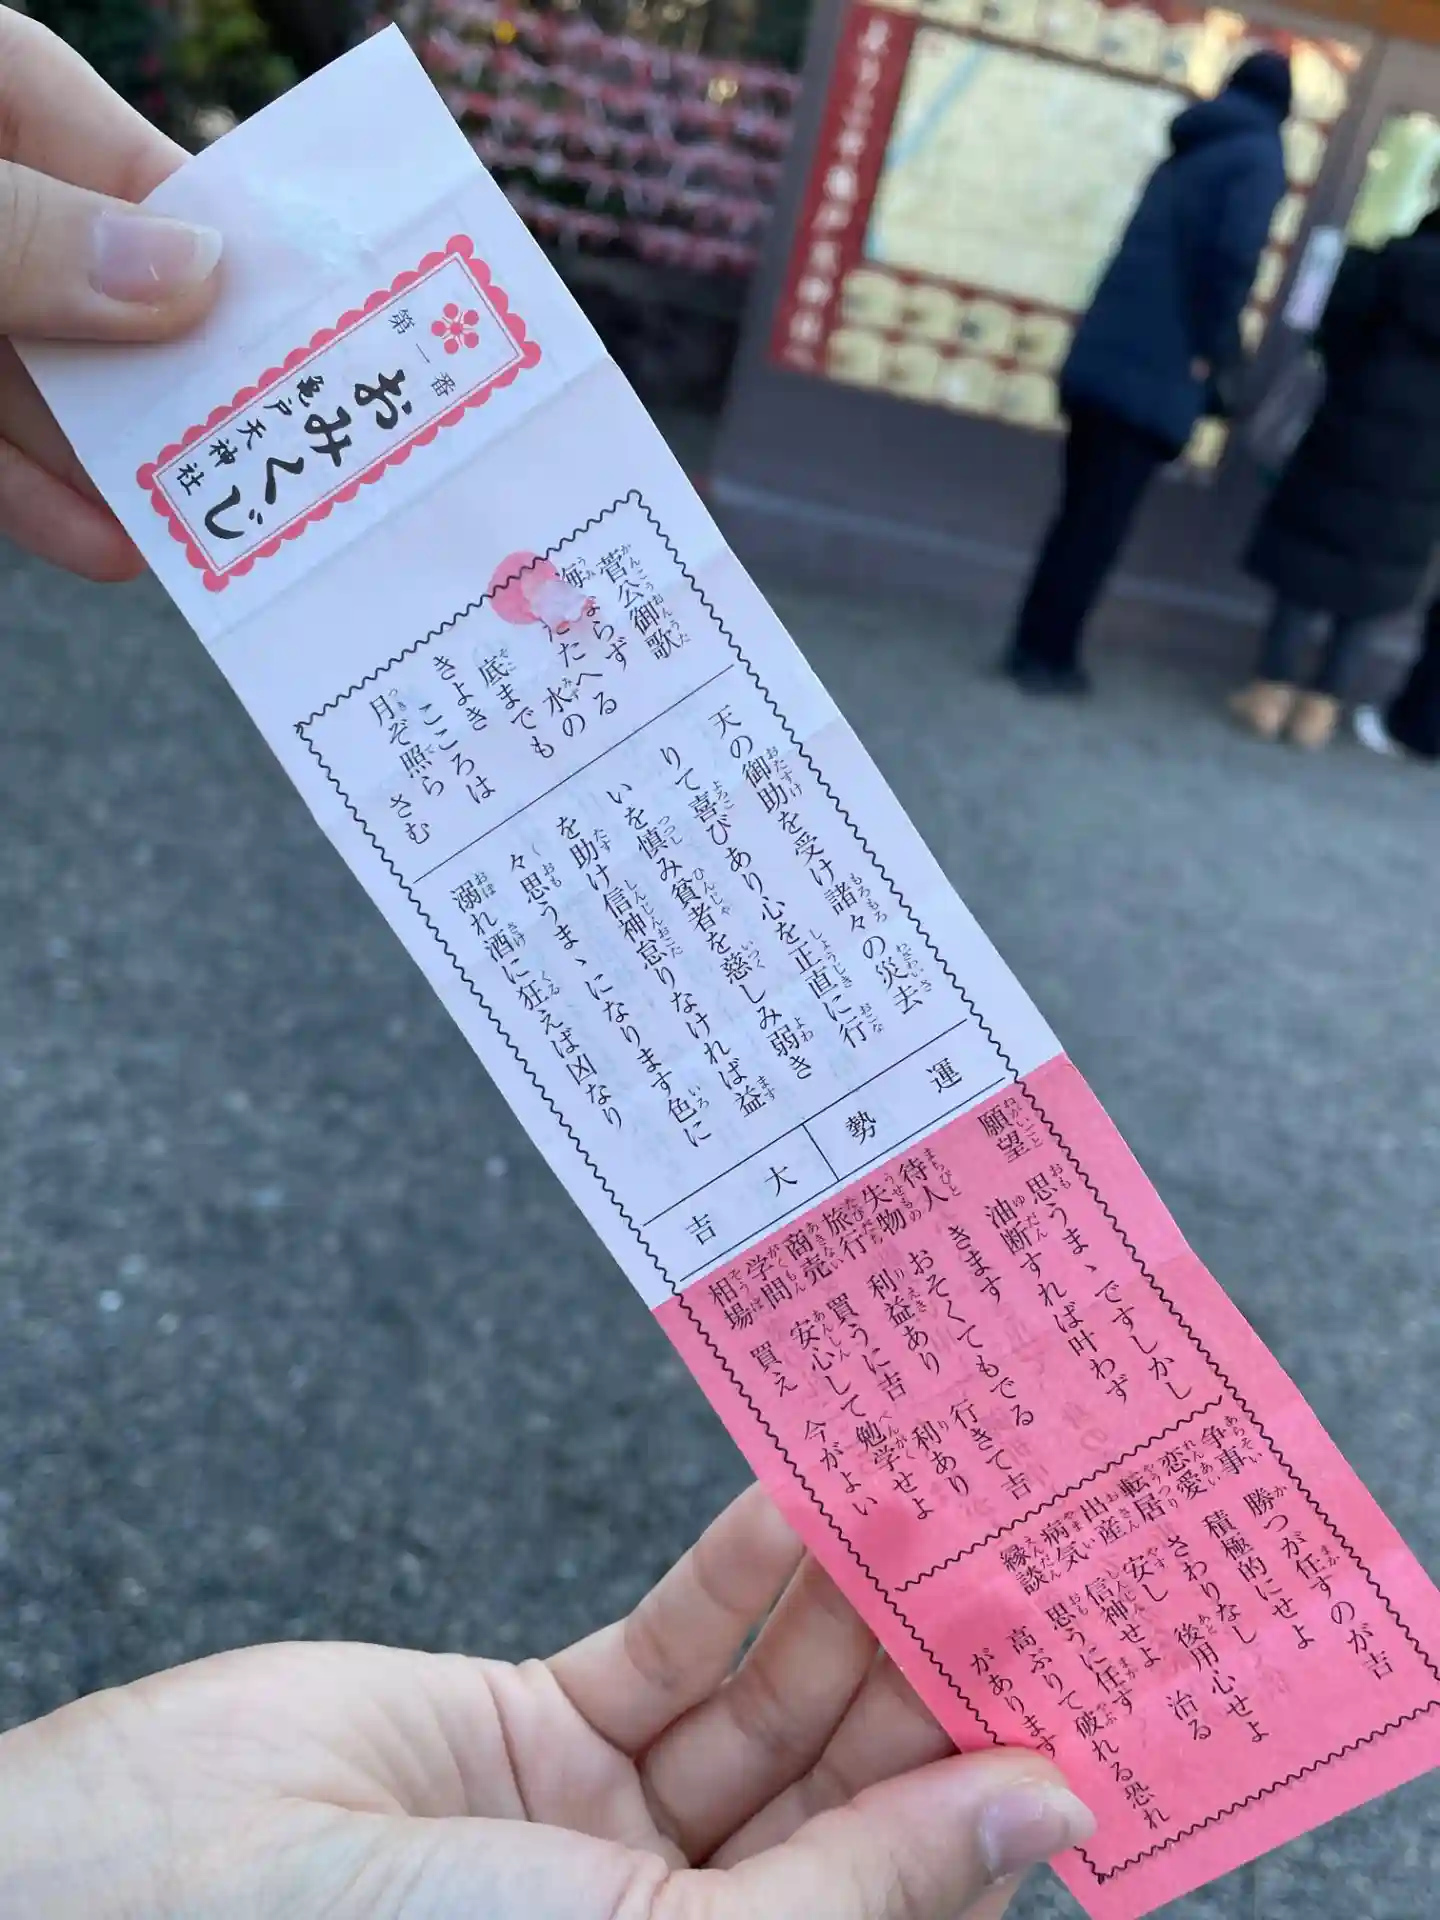 第一番
おみくじ
亀戸天神社
菅公御歌
海ならず
たたへる
水の
底までも
きよき
こころは
月ぞ照ら
さむ
天の御助を受け諸々の災去
りて喜びあり心を正直に行
いを慎み貧者を慈しみ弱き
を助け信神怠りなければ益
々思うまゝになります色に
溺れ酒に狂えば凶なり
運勢
大吉
願望 思うまゝですしかし
油断すれば叶わず
待人 きます
失物 おそくてもでる
旅行 利益あり 行きて吉
商売 買うに吉 利あり
学問 安心して勉学せよ
相場 買え 今がよい
争事 勝つが任すのが吉
恋愛 積極的にせよ
転居 さわりなし
出産 安し 後用心せよ
病気 信神せよ 治る
縁談 思うに任す
高ぶりて破れる恐れ
があります